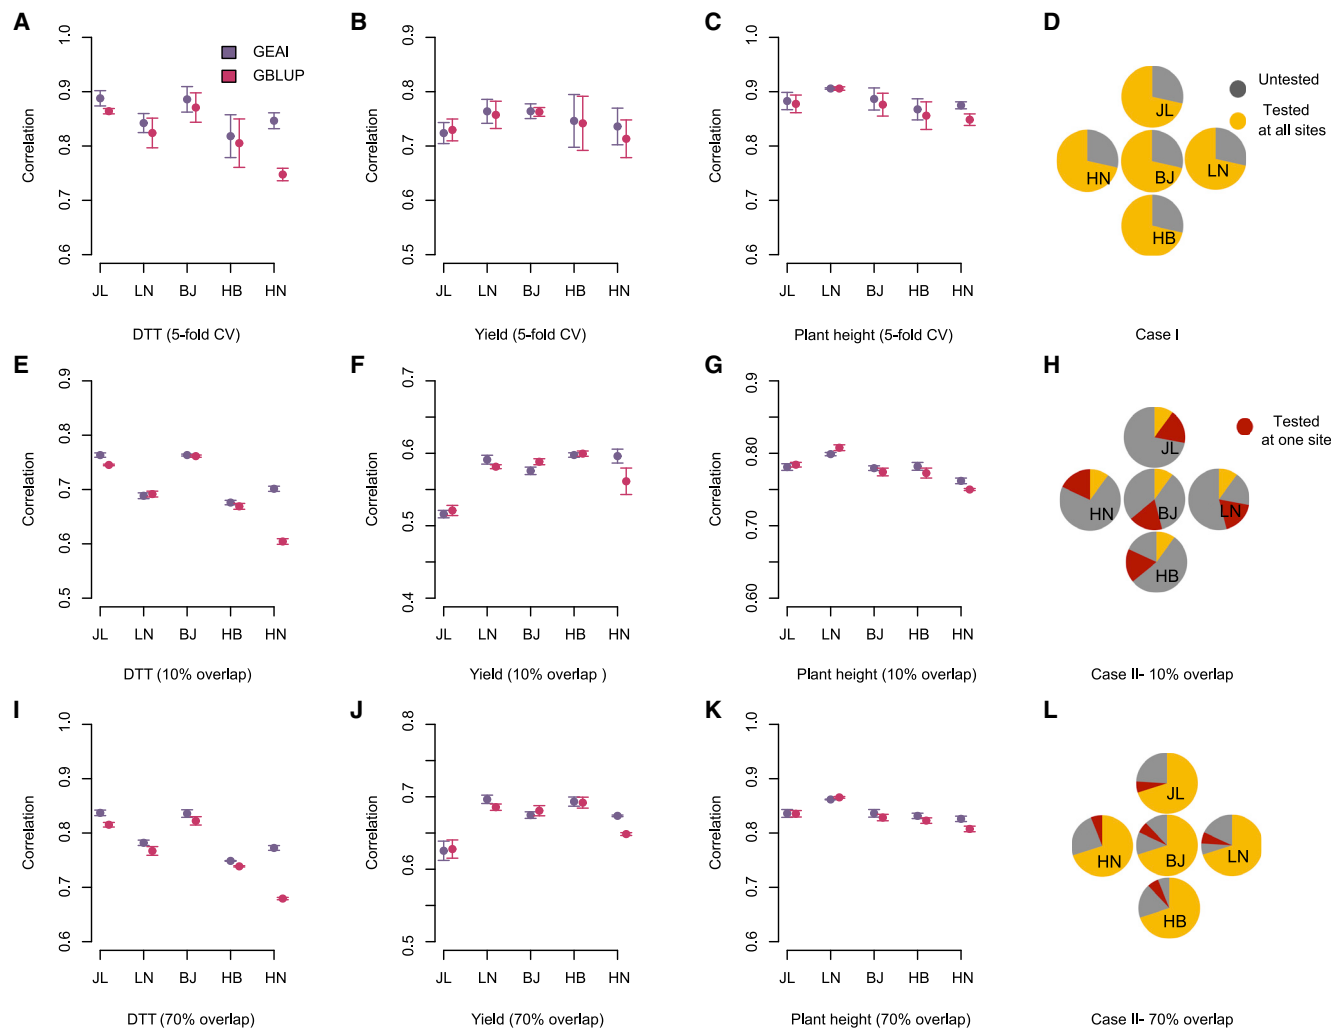 A
B
C
D
GEAI
GBLUP
Correlation
1.0
0.9
0.8
0.7
0.6
JL
LN
BJ
HB
HN
DTT (5-fold CV)
Correlation
0.9
0.8
0.7
0.6
0.5
JL
LN
BJ
HB
HN
Yield (5-fold CV)
Correlation
1.0
0.9
0.8
0.7
0.6
JL
LN
BJ
HB
HN
Plant height (5-fold CV)
JL
HN
BJ
LN
HB
Untested
Tested
at all sites
Case I
E
F
G
H
Correlation
0.9
0.8
0.7
0.6
0.5
JL
LN
BJ
HB
HN
DTT (10% overlap)
Correlation
0.7
0.6
0.5
0.4
JL
LN
BJ
HB
HN
Yield (10% overlap )
Correlation
0.90
0.80
0.70
0.60
JL
LN
BJ
HB
HN
Plant height (10% overlap)
JL
HN
BJ
LN
HB
Tested
at one site
Case II- 10% overlap
I
J
K
L
Correlation
1.0
0.9
0.8
0.7
0.6
JL
LN
BJ
HB
HN
DTT (70% overlap)
Correlation
0.8
0.7
0.6
0.5
JL
LN
BJ
HB
HN
Yield (70% overlap)
Correlation
1.0
0.9
0.8
0.7
0.6
JL
LN
BJ
HB
HN
Plant height (70% overlap)
JL
HN
BJ
LN
HB
Case II- 70% overlap